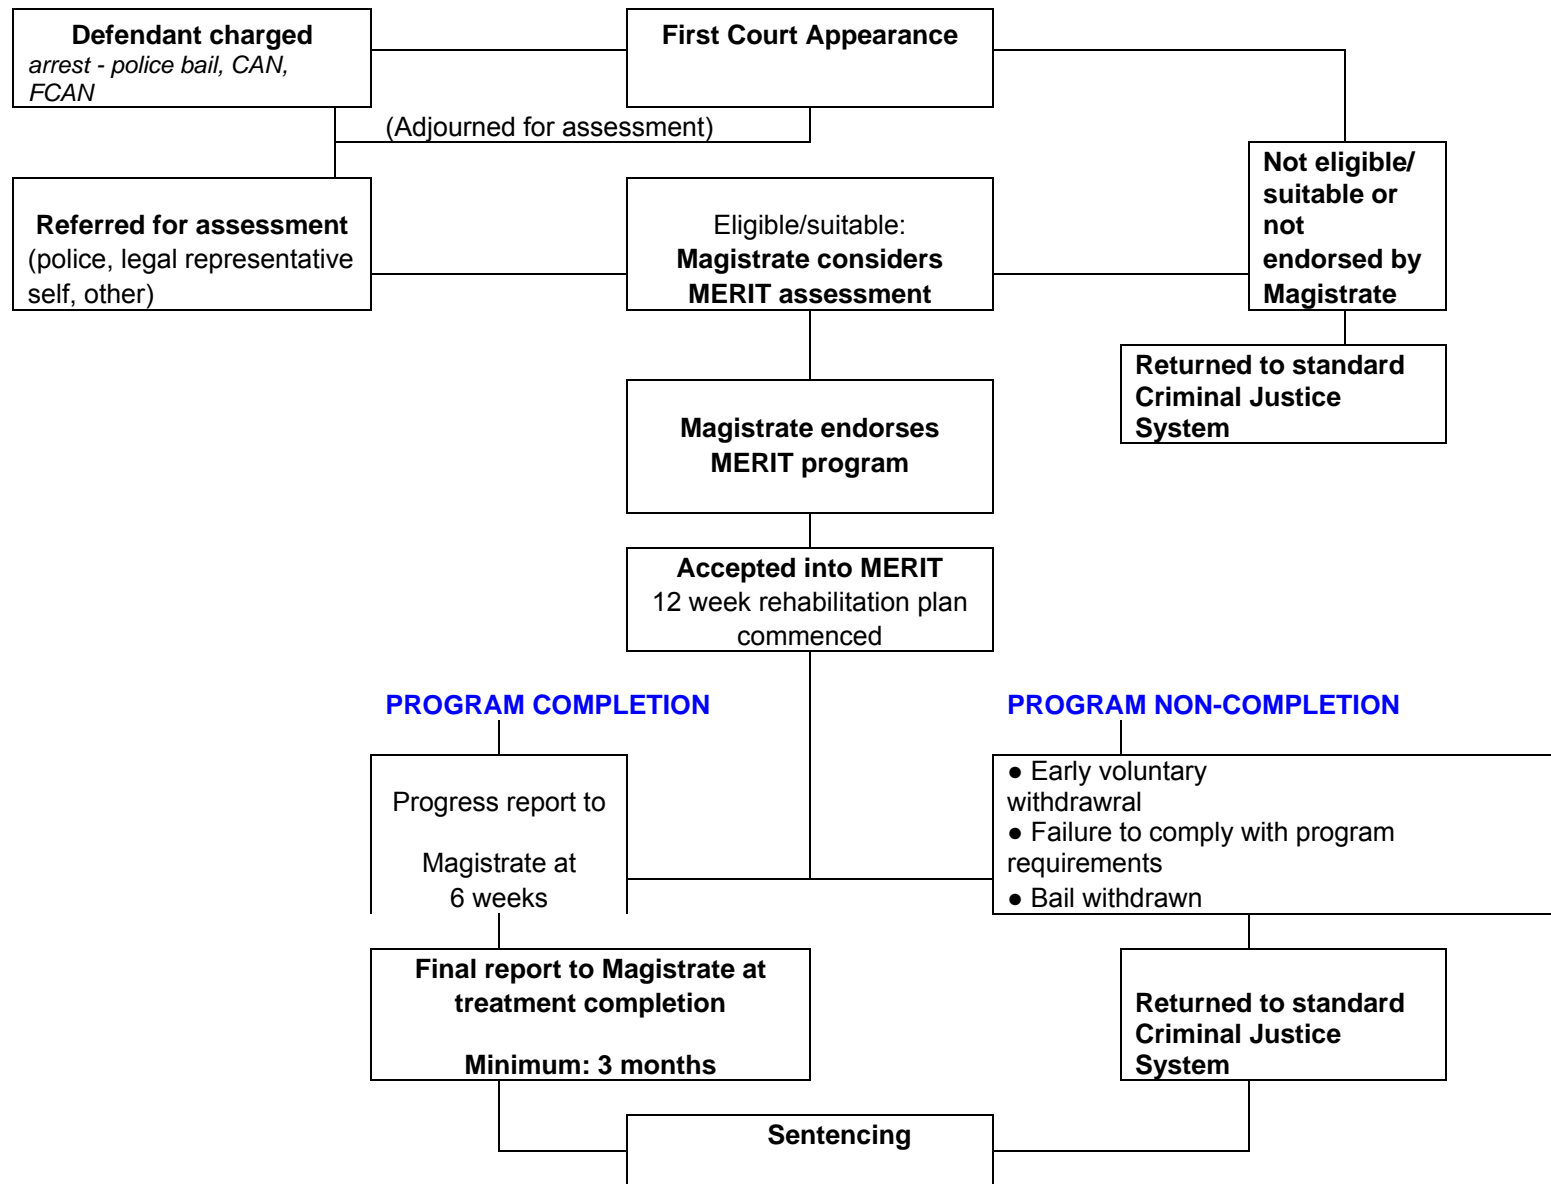 Defendant charged
arrest - police bail, CAN,
FCAN
First Court Appearance
(Adjourned for assessment)
Referred for assessment
(police, legal representative
self, other)
Eligible/suitable:
Magistrate considers
MERIT assessment
Not eligible/
suitable or
not
endorsed by
Magistrate
Returned to standard
Criminal Justice
System
Magistrate endorses
MERIT program
Accepted into MERIT
12 week rehabilitation plan
commenced
PROGRAM COMPLETION
PROGRAM NON-COMPLETION
Progress report to
Magistrate at
6 weeks
● Early voluntary
withdrawral
● Failure to comply with program
requirements
● Bail withdrawn
Final report to Magistrate at
treatment completion
Minimum: 3 months
Returned to standard
Criminal Justice
System
Sentencing